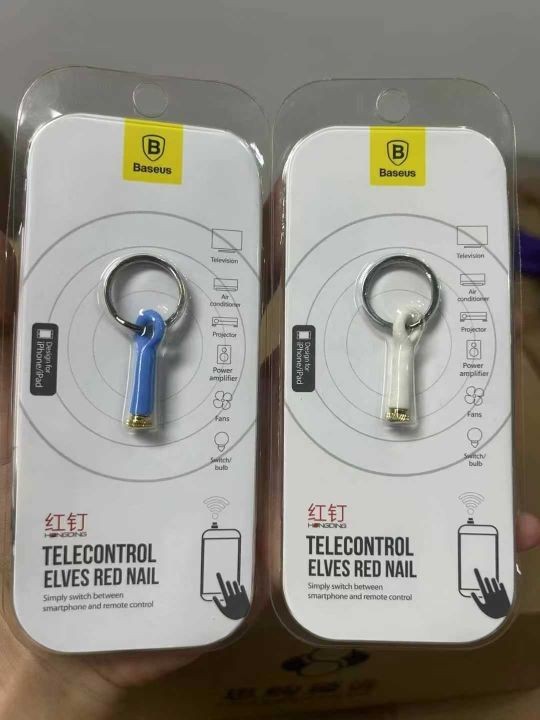 Baseus
Television
Air
conditioner
Projector
Power
amplifier
Fans
Switch/
bulb
Design for
iPhone/iPad
红钉
HONGDING
TELECONTROL
ELVES RED NAIL
Simply switch between
smartphone and remote control
Baseus
Television
Air
conditioner
Projector
Power
amplifier
Fans
Switch/
bulb
Design for
iPhone/iPad
红钉
HONGDING
TELECONTROL
ELVES RED NAIL
Simply switch between
smartphone and remote control